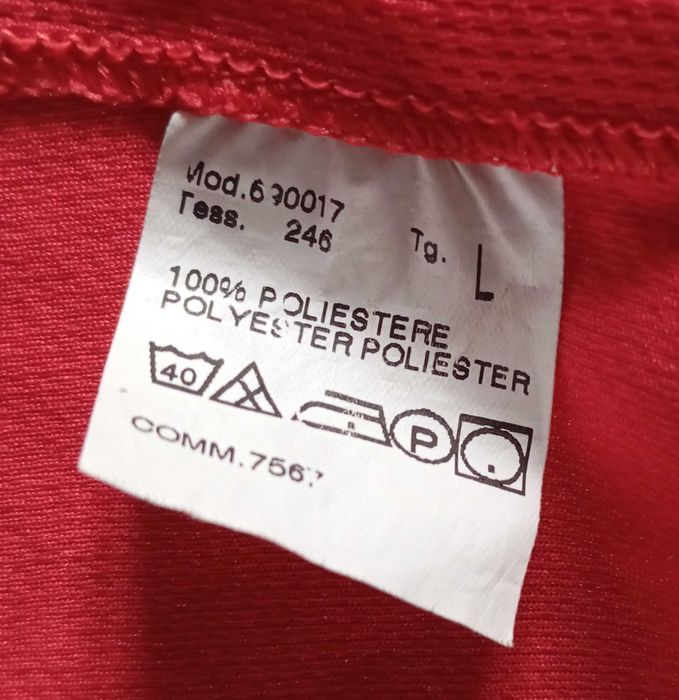 Mod.690017
Tess. 246 Tg. L
100% POLIESTERE
POLYESTER POLIESTER
40 P
COMM.7567